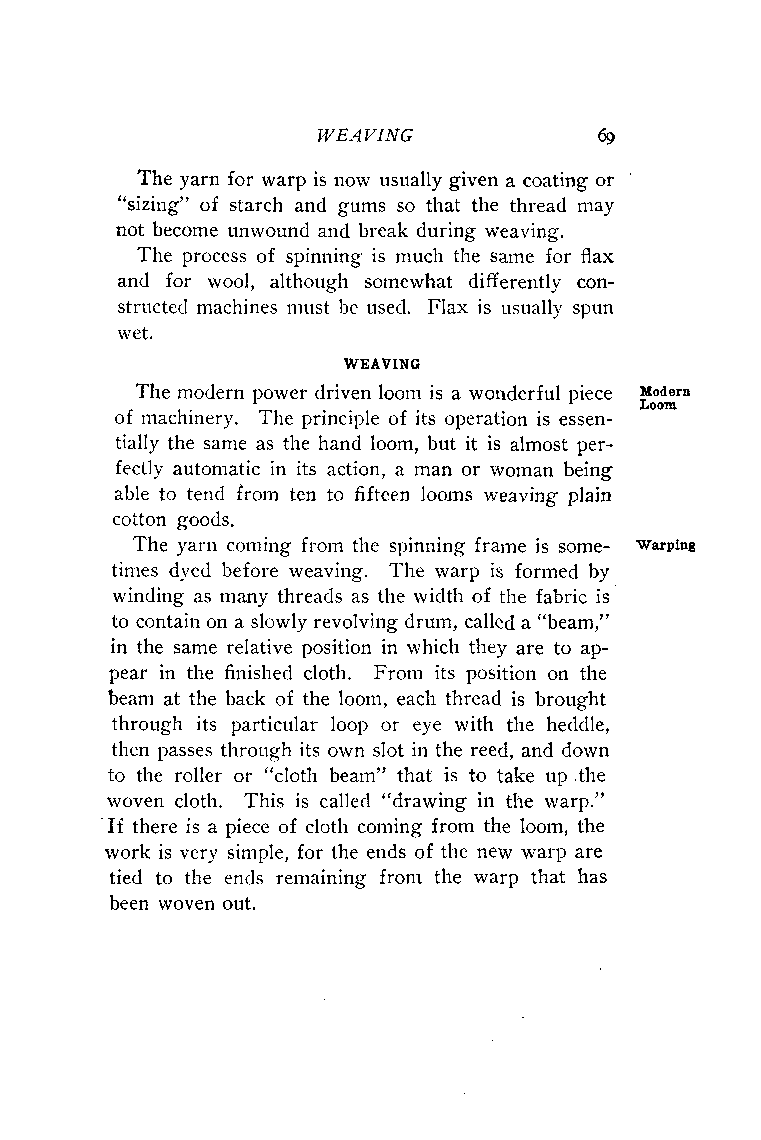 WEAVING 69
The yarn for warp is now usually given a coating or
"sizing" of starch and gums so that the thread may
not become unwound and break during weaving.
The process of spinning is much the same for flax
and for wool, although somewhat differently con-
structed machines must be used. Flax is usually spun
wet.
WEAVING
The modern power driven loom is a wonderful piece
Modern
Loom
of machinery. The principle of its operation is essen-
tially the same as the hand loom, but it is almost per-
fectly automatic in its action, a man or woman being
able to tend from ten to fifteen looms weaving plain
cotton goods.
The yarn coming from the spinning frame is some-
Warping
times dyed before weaving. The warp is formed by
winding as many threads as the width of the fabric is
to contain on a slowly revolving drum, called a "beam,"
in the same relative position in which they are to ap-
pear in the finished cloth. From its position on the
beam at the back of the loom, each thread is brought
through its particular loop or eye with the heddle,
then passes through its own slot in the reed, and down
to the roller or "cloth beam" that is to take up the
woven cloth. This is called "drawing in the warp."
If there is a piece of cloth coming from the loom, the
work is very simple, for the ends of the new warp are
tied to the ends remaining from the warp that has
been woven out.